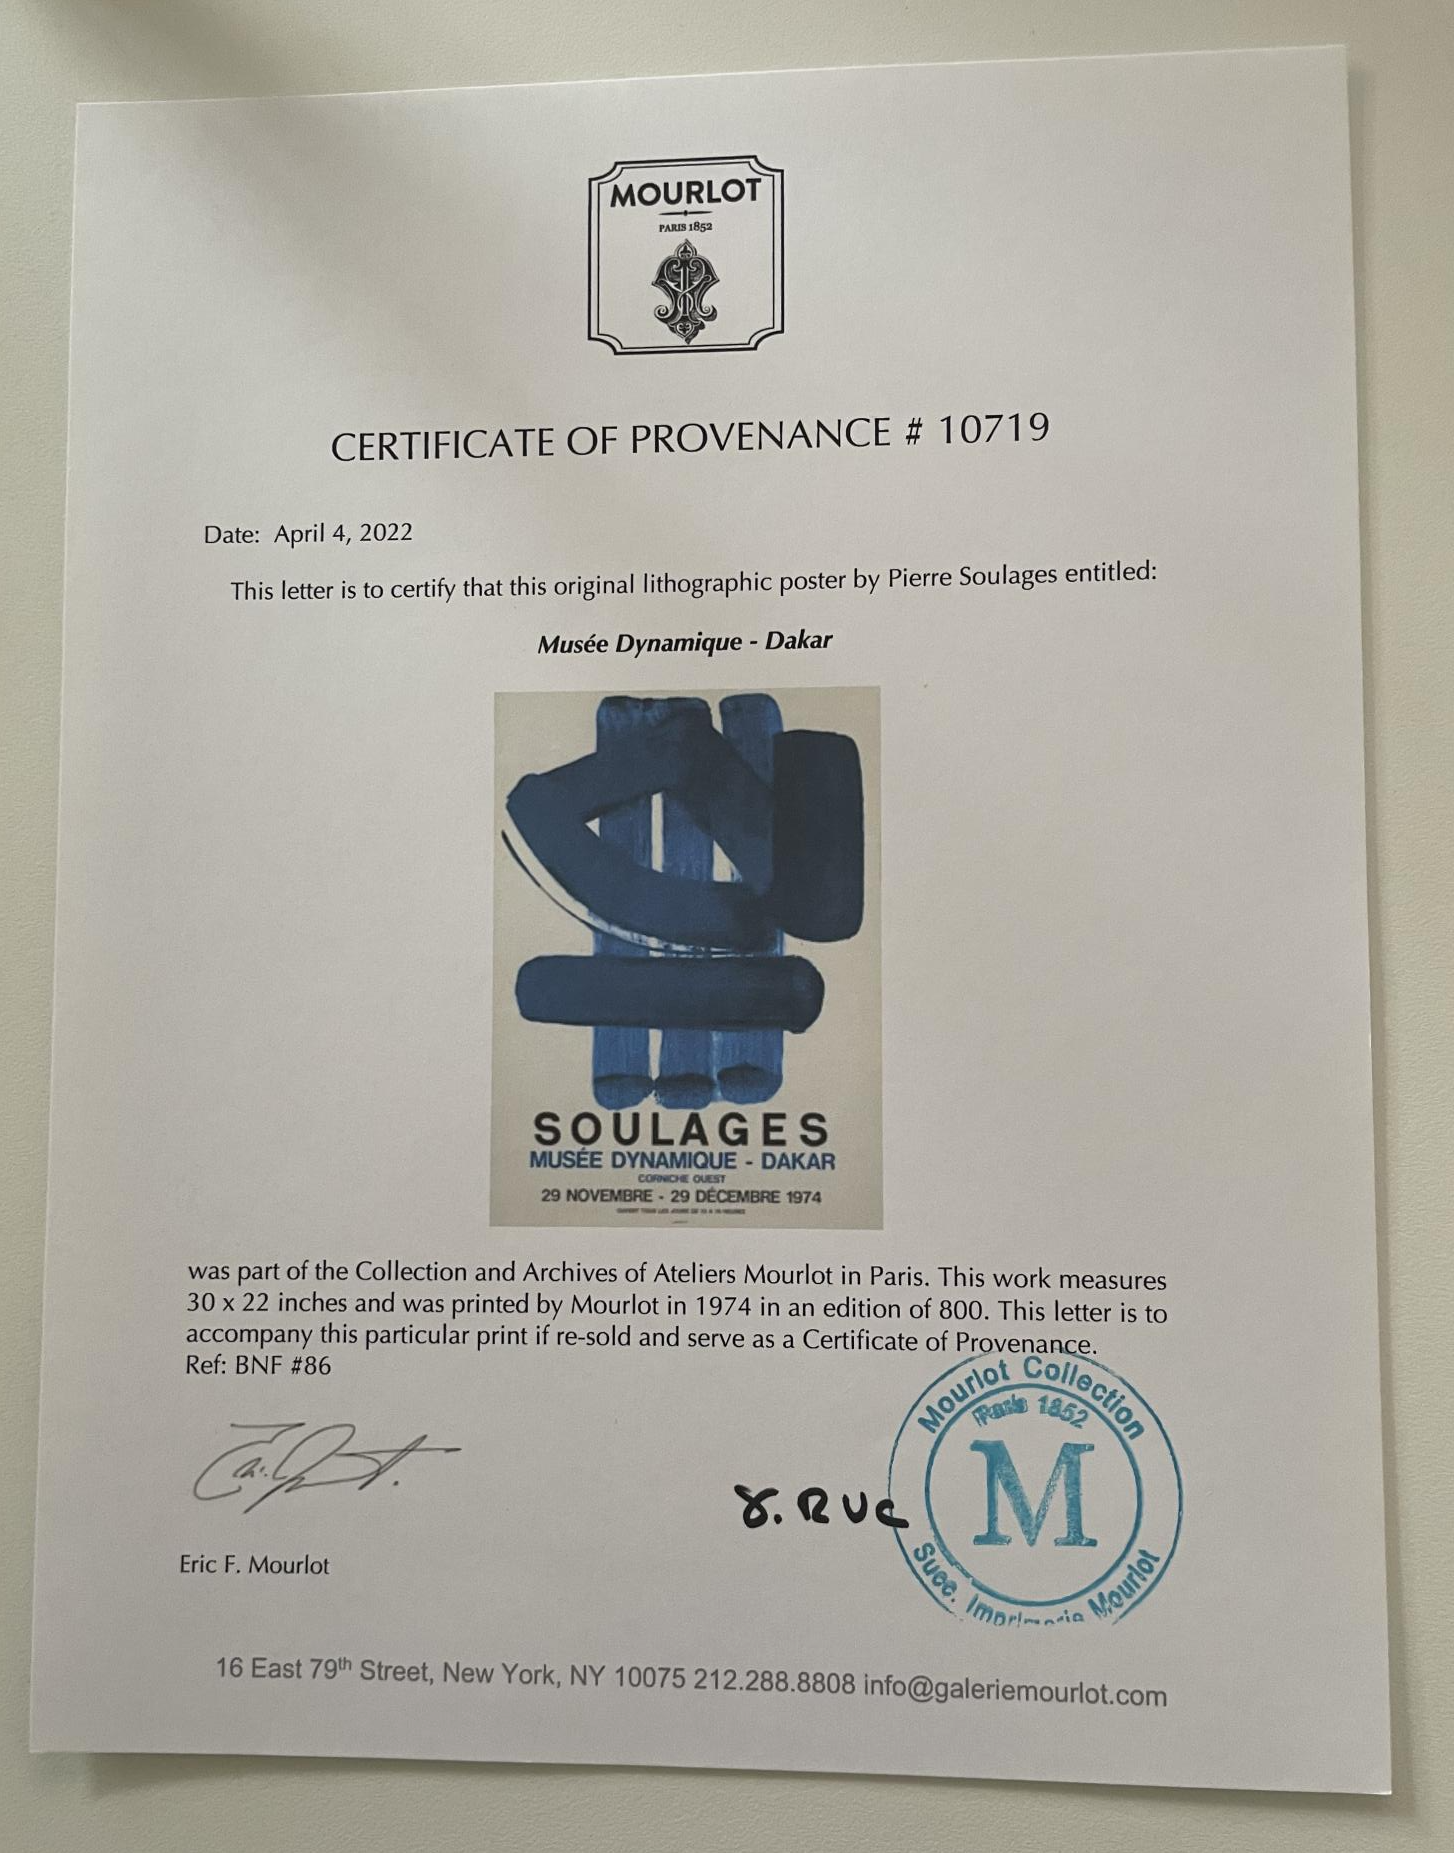 MOURLOT
PARIS 1852
CERTIFICATE OF PROVENANCE # 10719
Date: April 4, 2022
This letter is to certify that this original lithographic poster by Pierre Soulages entitled:
Musée Dynamique - Dakar
SOULAGES
MUSÉE DYNAMIQUE - DAKAR
CORNICHE OUEST
29 NOVEMBRE - 29 DÉCEMBRE 1974
was part of the Collection and Archives of Ateliers Mourlot in Paris. This work measures
30 x 22 inches and was printed by Mourlot in 1974 in an edition of 800. This letter is to
accompany this particular print if re-sold and serve as a Certificate of Provenance.
Ref: BNF #86
Mourlot Collection
Paris 1852
M
Succ. Imprimerie Mourlot
Eric F. Mourlot
16 East 79th Street, New York, NY 10075 212.288.8808 info@galeriemourlot.com